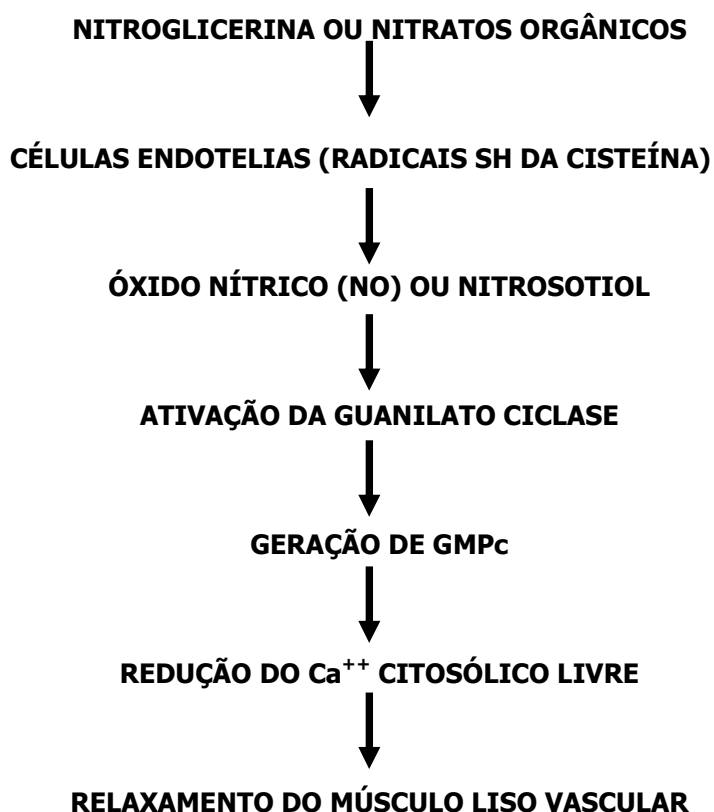 NITROGLICERINA OU NITRATOS ORGÂNICOS
CÉLULAS ENDOTELIAS (RADICAIS SH DA CISTEÍNA)
ÓXIDO NÍTRICO (NO) OU NITROSOTIOL
ATIVAÇÃO DA GUANILATO CICLASE
GERAÇÃO DE GMPc
REDUÇÃO DO Ca⁺⁺ CITOSÓLICO LIVRE
RELAXAMENTO DO MÚSCULO LISO VASCULAR